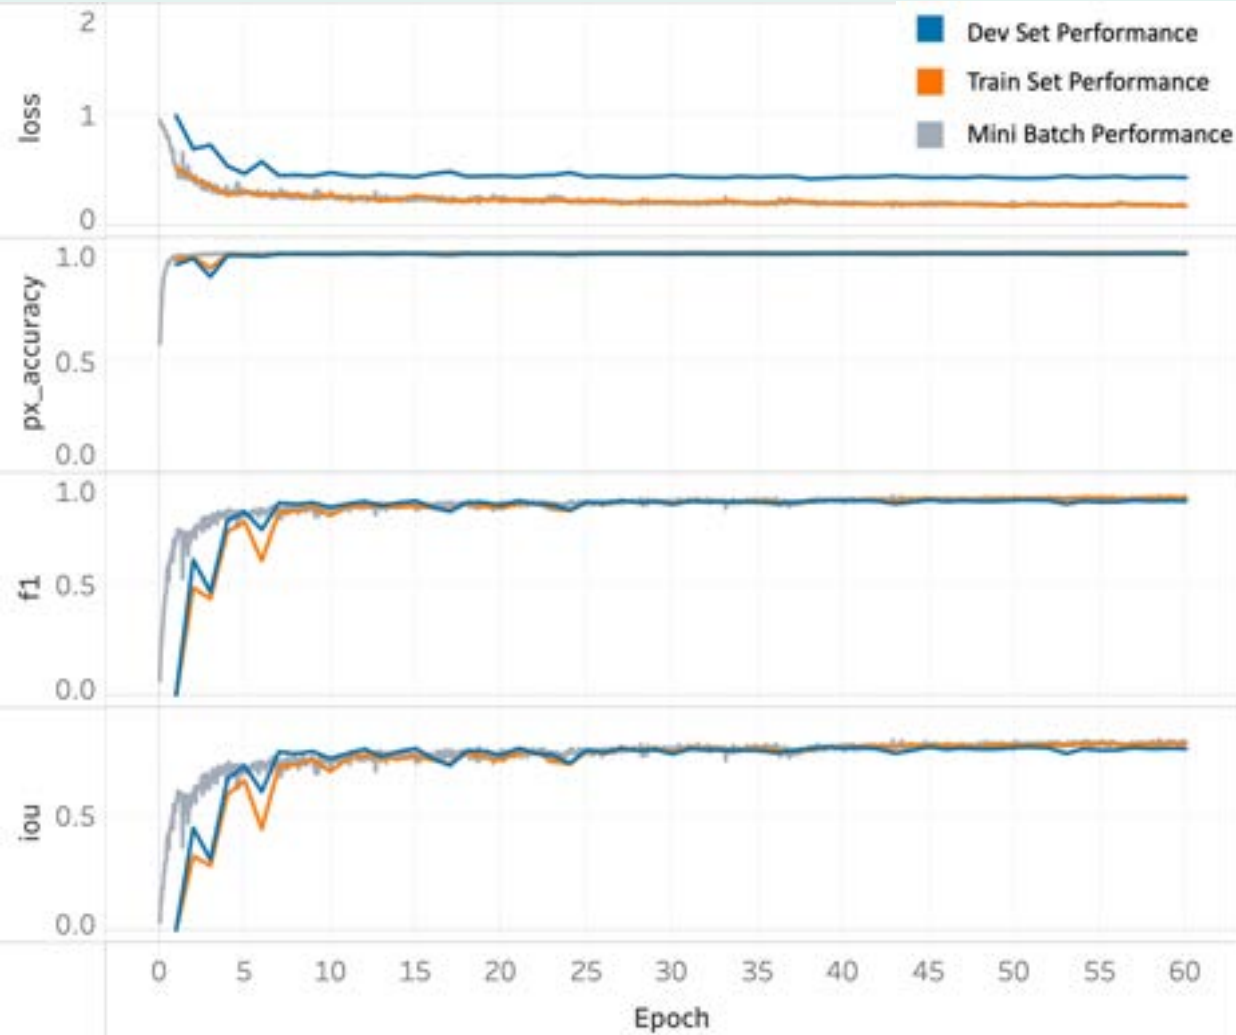 Dev Set Performance
Train Set Performance
Mini Batch Performance
loss
2
1
0
px_accuracy
1.0
0.5
0.0
f1
1.0
0.5
0.0
iou
0.5
0.0
0 5 10 15 20 25 30 35 40 45 50 55 60
Epoch